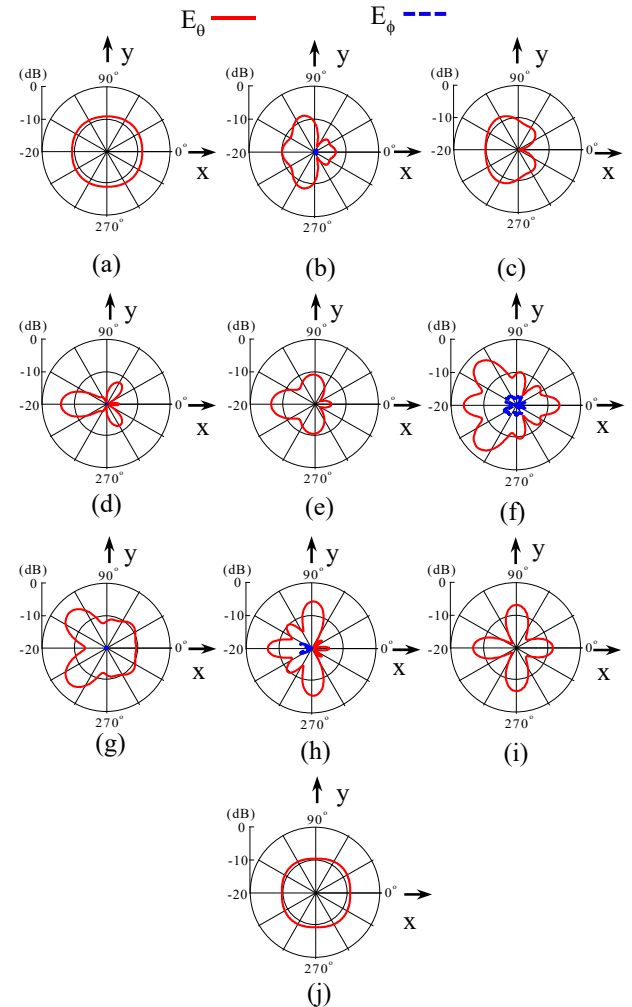 E_θ E_ϕ
y y y
(dB) 90° (dB) 90° (dB) 90°
0 0 0
-10 -10 -10
-20 0° -20 0° -20 0°
x x x
270° 270° 270°
(a) (b) (c)
y y y
(dB) 90° (dB) 90° (dB) 90°
0 0 0
-10 -10 -10
-20 0° -20 0° -20 0°
x x x
270° 270° 270°
(d) (e) (f)
y y y
(dB) 90° (dB) 90° (dB) 90°
0 0 0
-10 -10 -10
-20 0° -20 0° -20 0°
x x x
270° 270° 270°
(g) (h) (i)
y
(dB) 90°
0
-10
-20 0°
x
270°
(j)